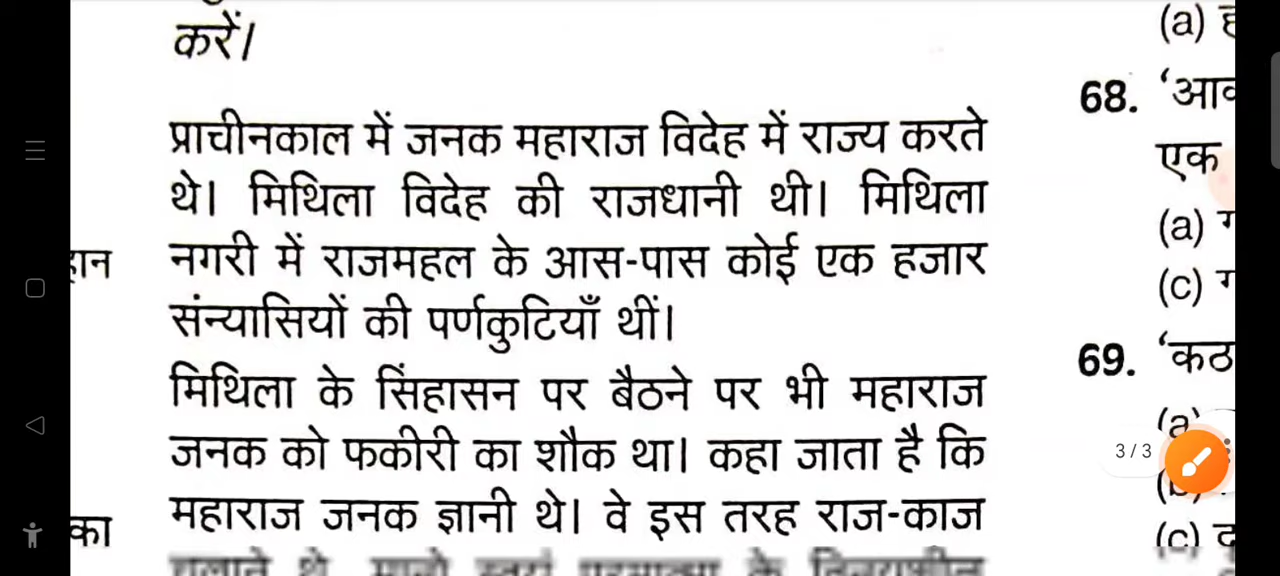 करें।
प्राचीनकाल में जनक महाराज विदेह में राज्य करते
थे। मिथिला विदेह की राजधानी थी। मिथिला
नगरी में राजमहल के आस-पास कोई एक हजार
संन्यासियों की पर्णकुटियाँ थीं।
मिथिला के सिंहासन पर बैठने पर भी महाराज
जनक को फकीरी का शौक था। कहा जाता है कि
महाराज जनक ज्ञानी थे। वे इस तरह राज-काज
का
(a)
68.
एक
(a)
(c)
69. 'कठ
(a)
3/3
(b)
(c)